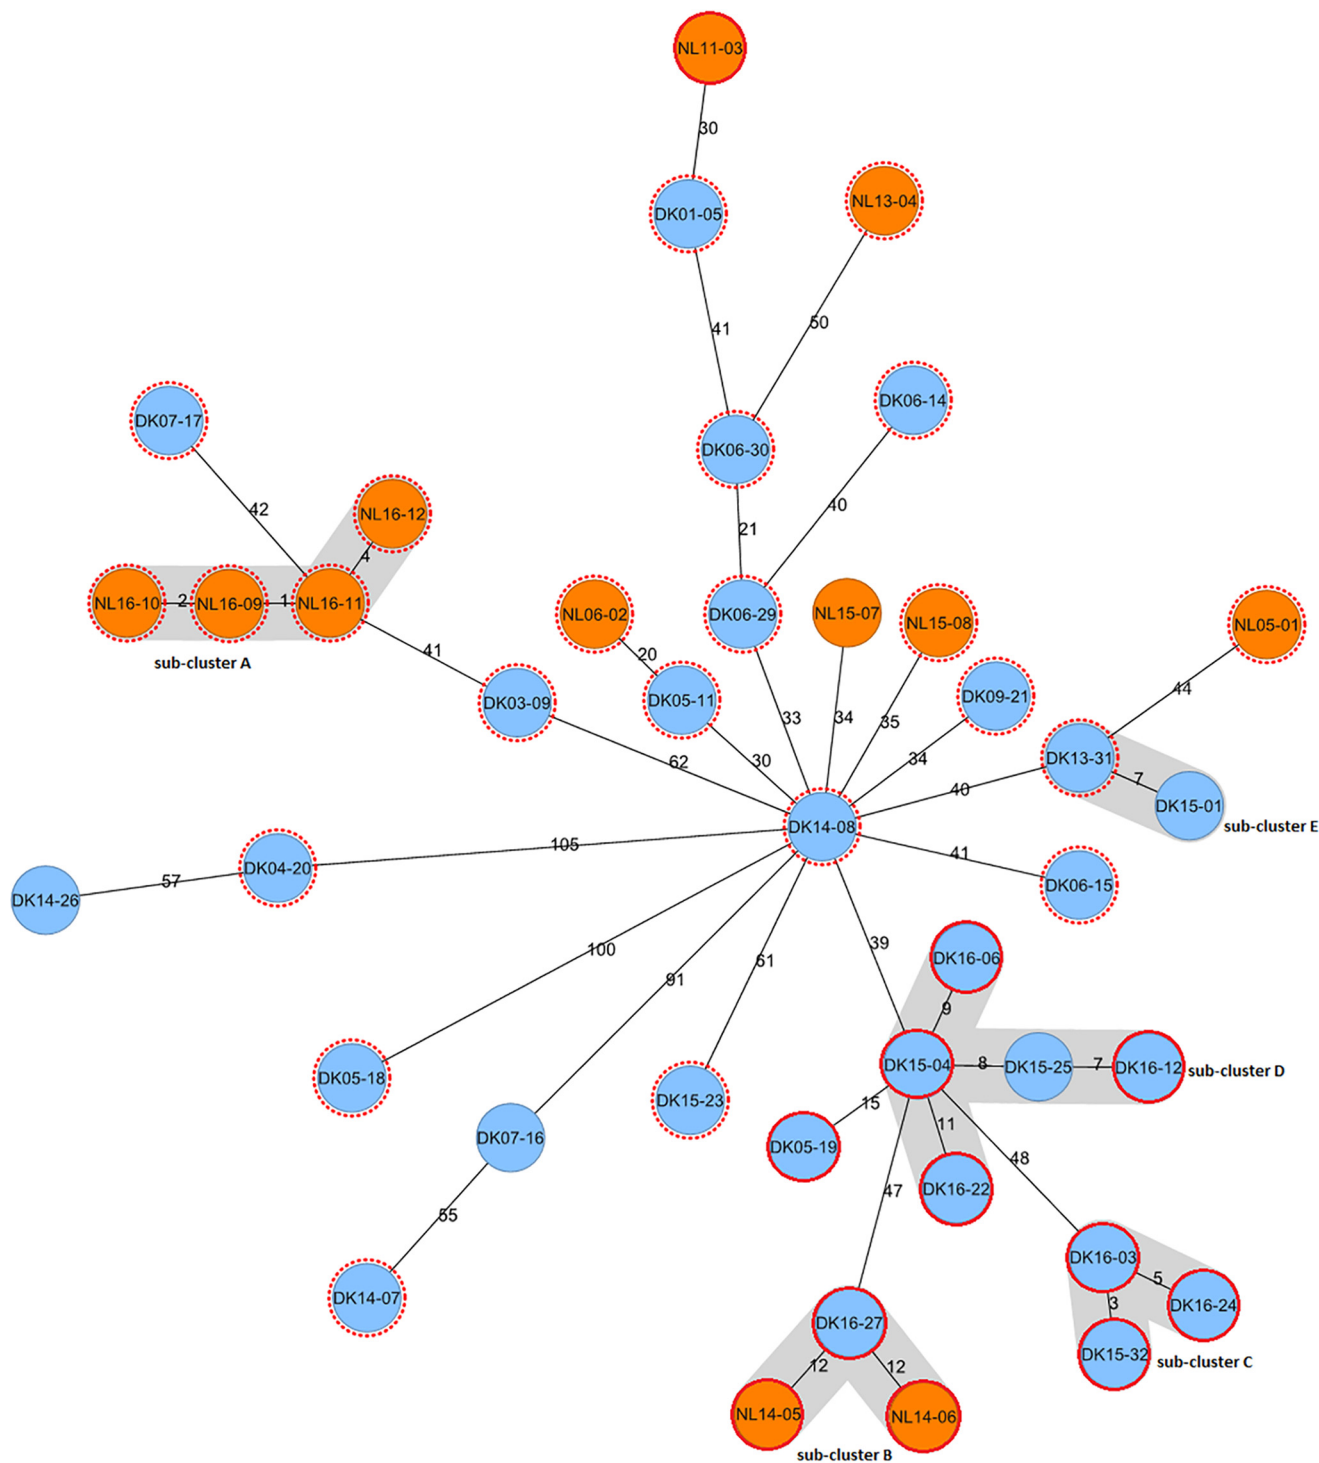 NL11-03
30
DK01-05
NL13-04
41
50
DK06-14
DK07-17
DK06-30
42
NL16-12
40
21
4
NL16-10
2
NL16-09
1
NL16-11
NL06-02
DK06-29
NL15-07
NL15-08
NL05-01
sub-cluster A
41
20
44
DK03-09
DK05-11
DK09-21
33
34
35
62
30
34
DK13-31
7
40
DK15-01
DK14-08
sub-cluster E
105
41
DK04-20
57
DK14-26
DK06-15
39
100
DK16-06
61
91
9
DK15-04
8
DK15-25
7
DK16-12
sub-cluster D
DK05-18
DK15-23
15
11
DK07-16
DK05-19
48
DK16-22
47
55
DK16-03
5
DK14-07
3
DK16-24
DK16-27
DK15-32
sub-cluster C
12
12
NL14-05
NL14-06
sub-cluster B